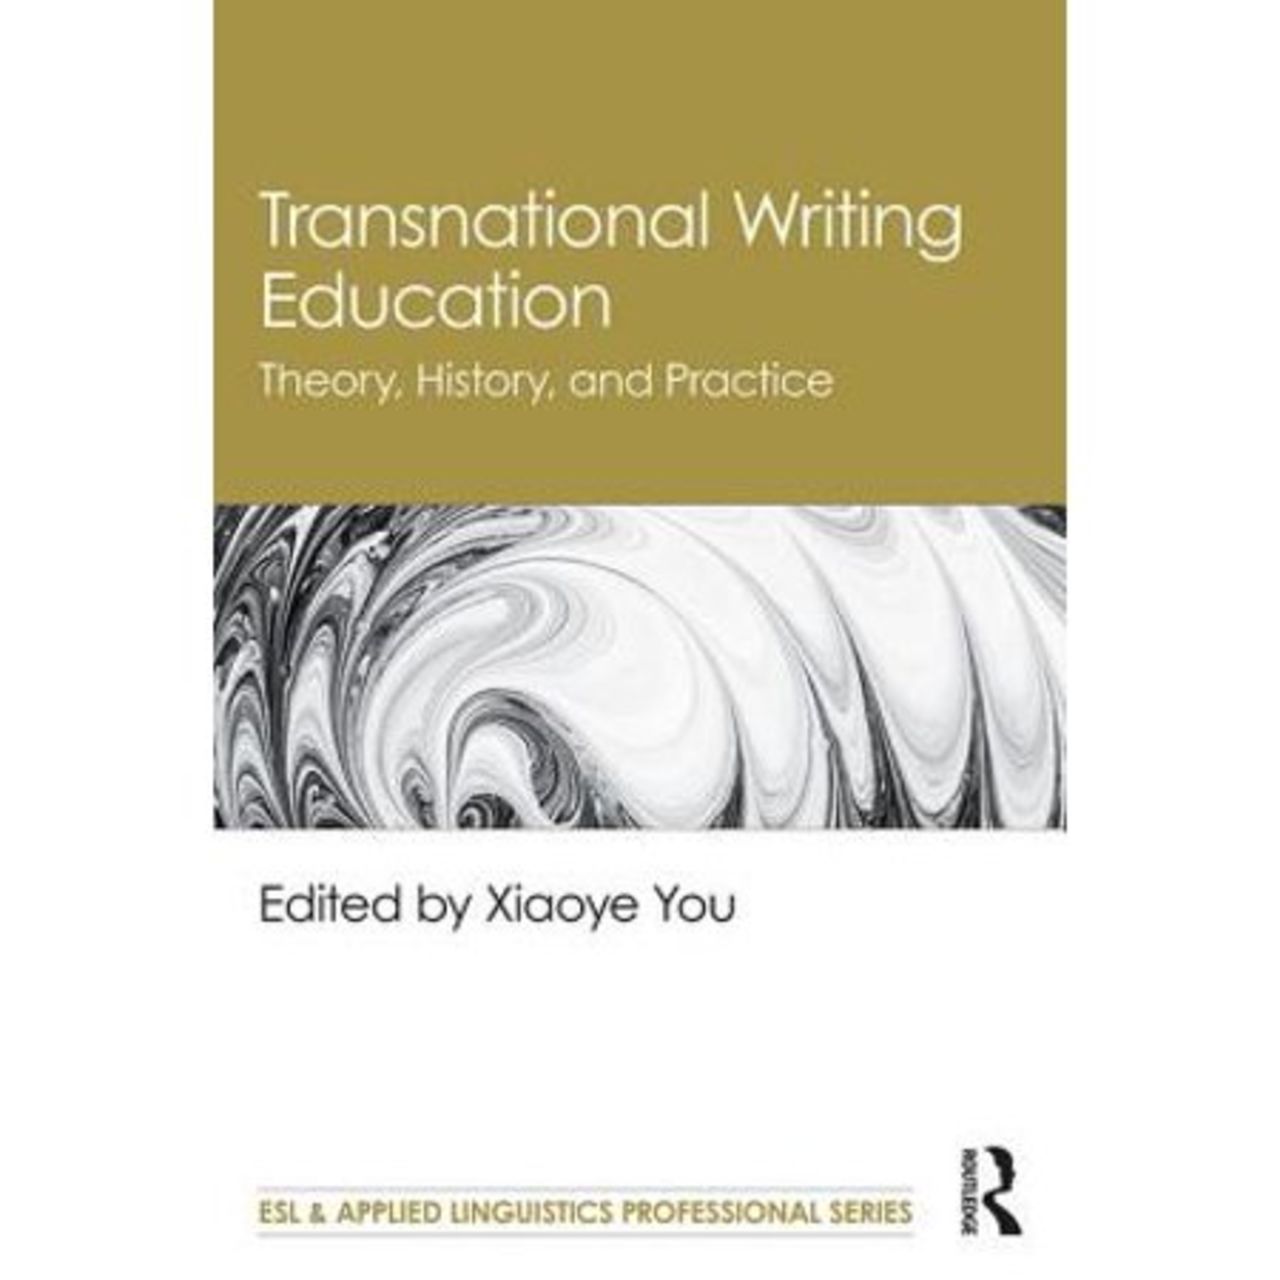 Transnational Writing
Education
Theory, History, and Practice
Edited by Xiaoye You
ESL & APPLIED LINGUISTICS PROFESSIONAL SERIES
ROUTLEDGE